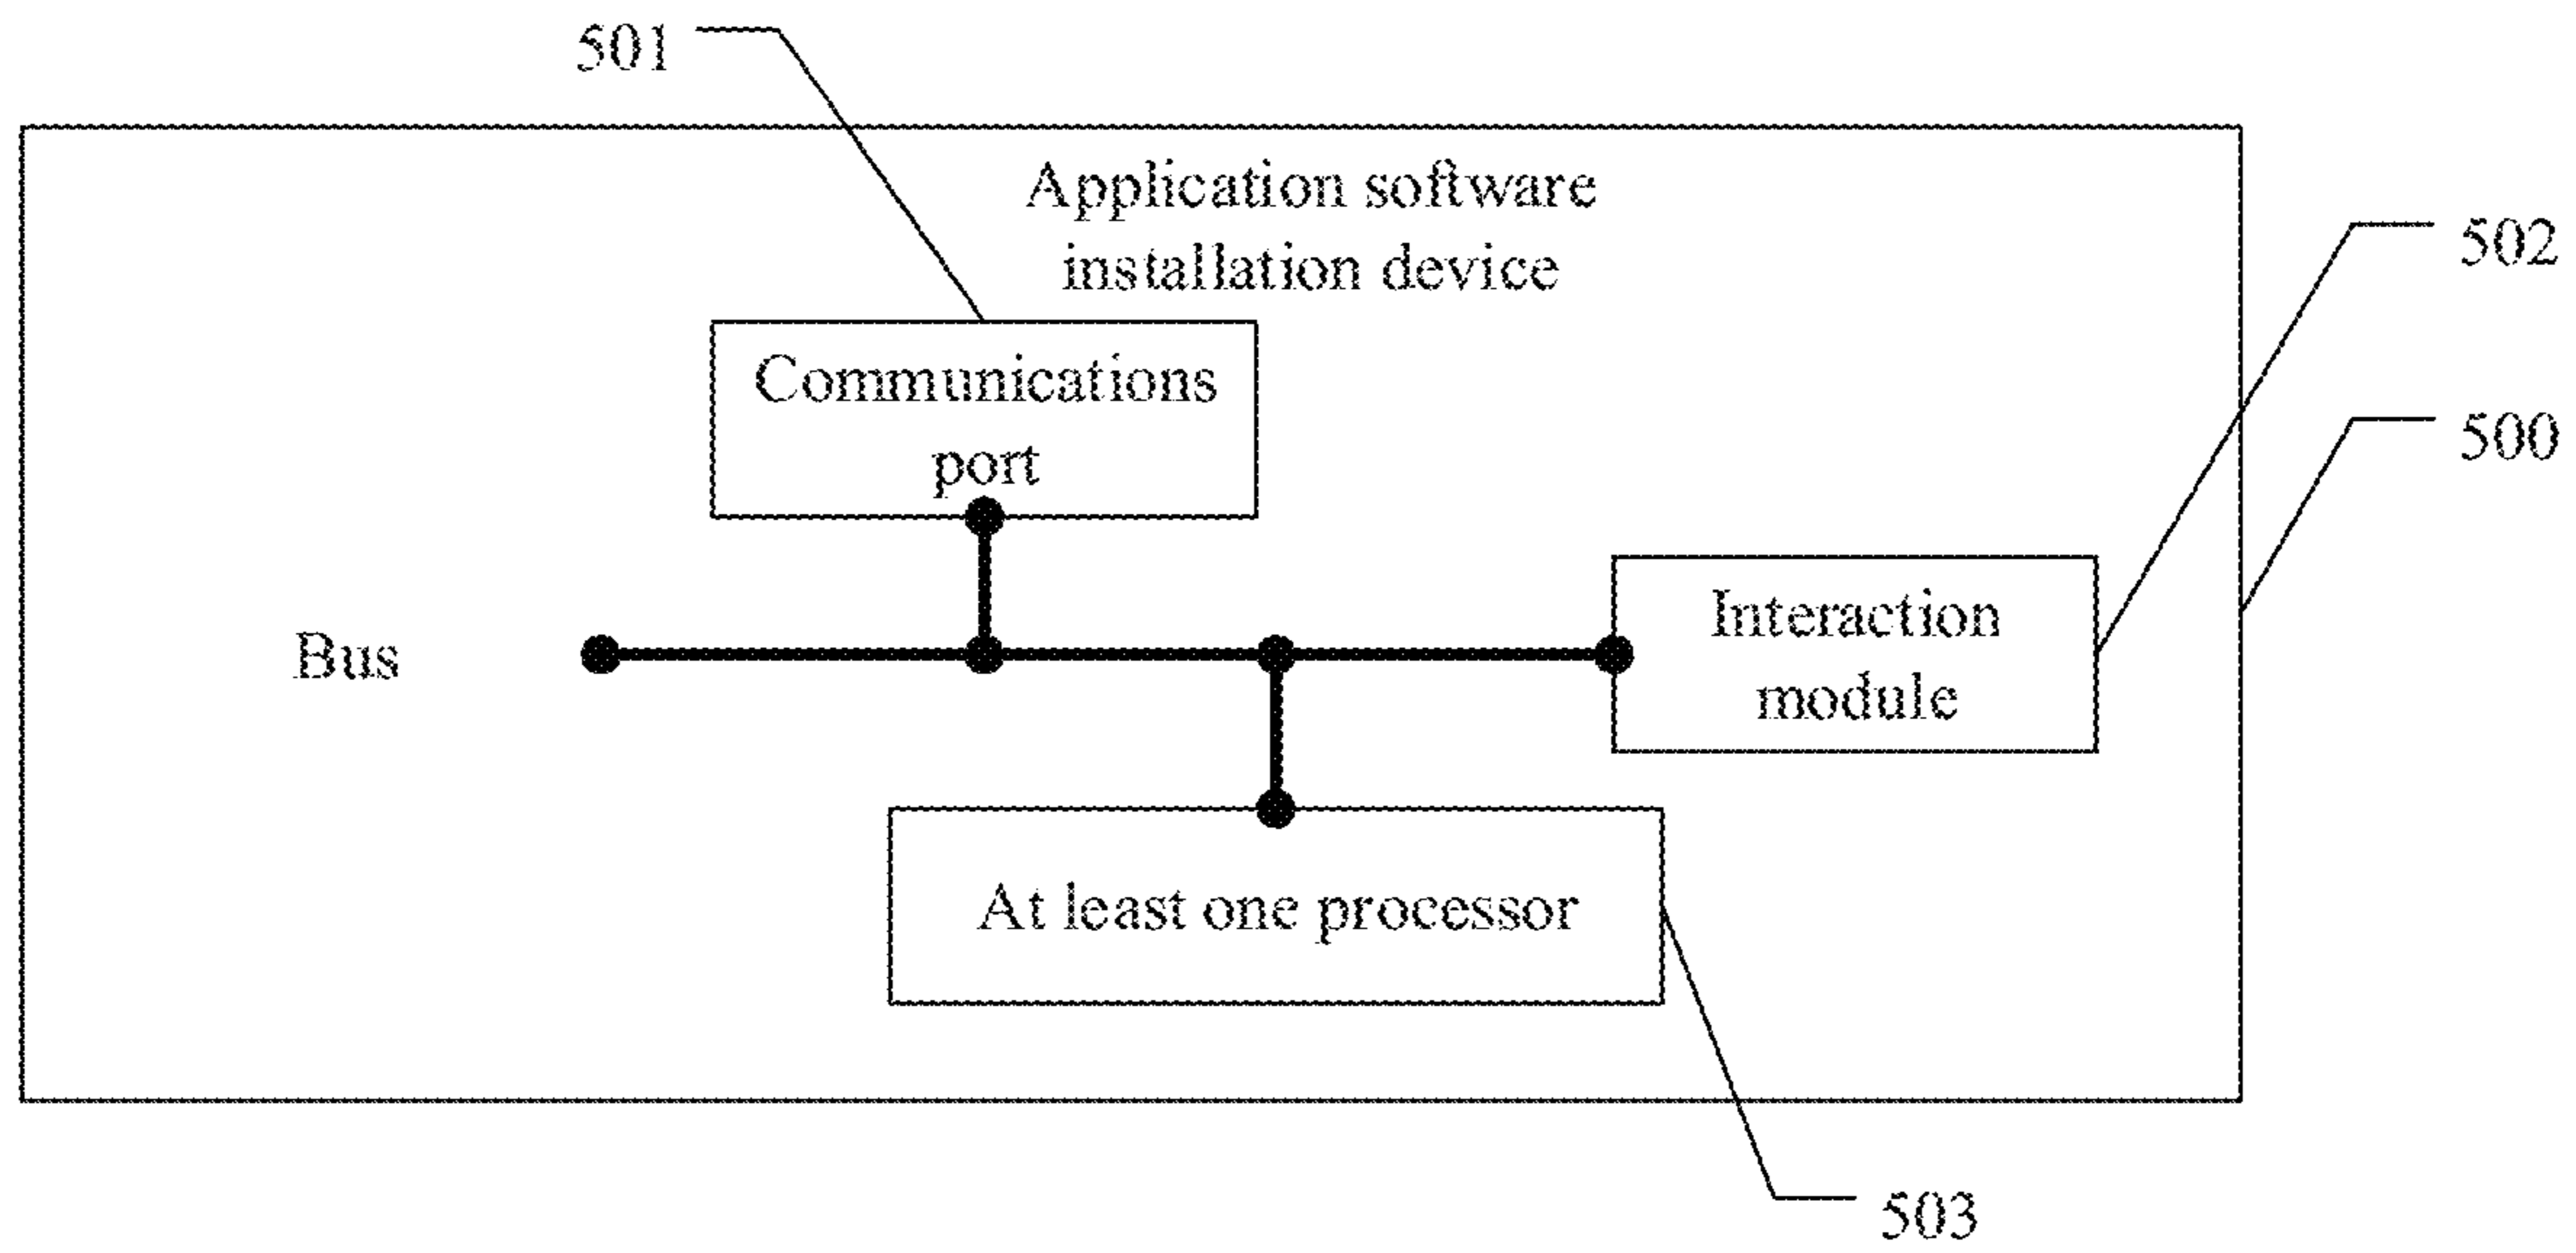 501
Application software
installation device
502
Communications
port
500
Interaction
module
Bus
At least one processor
503